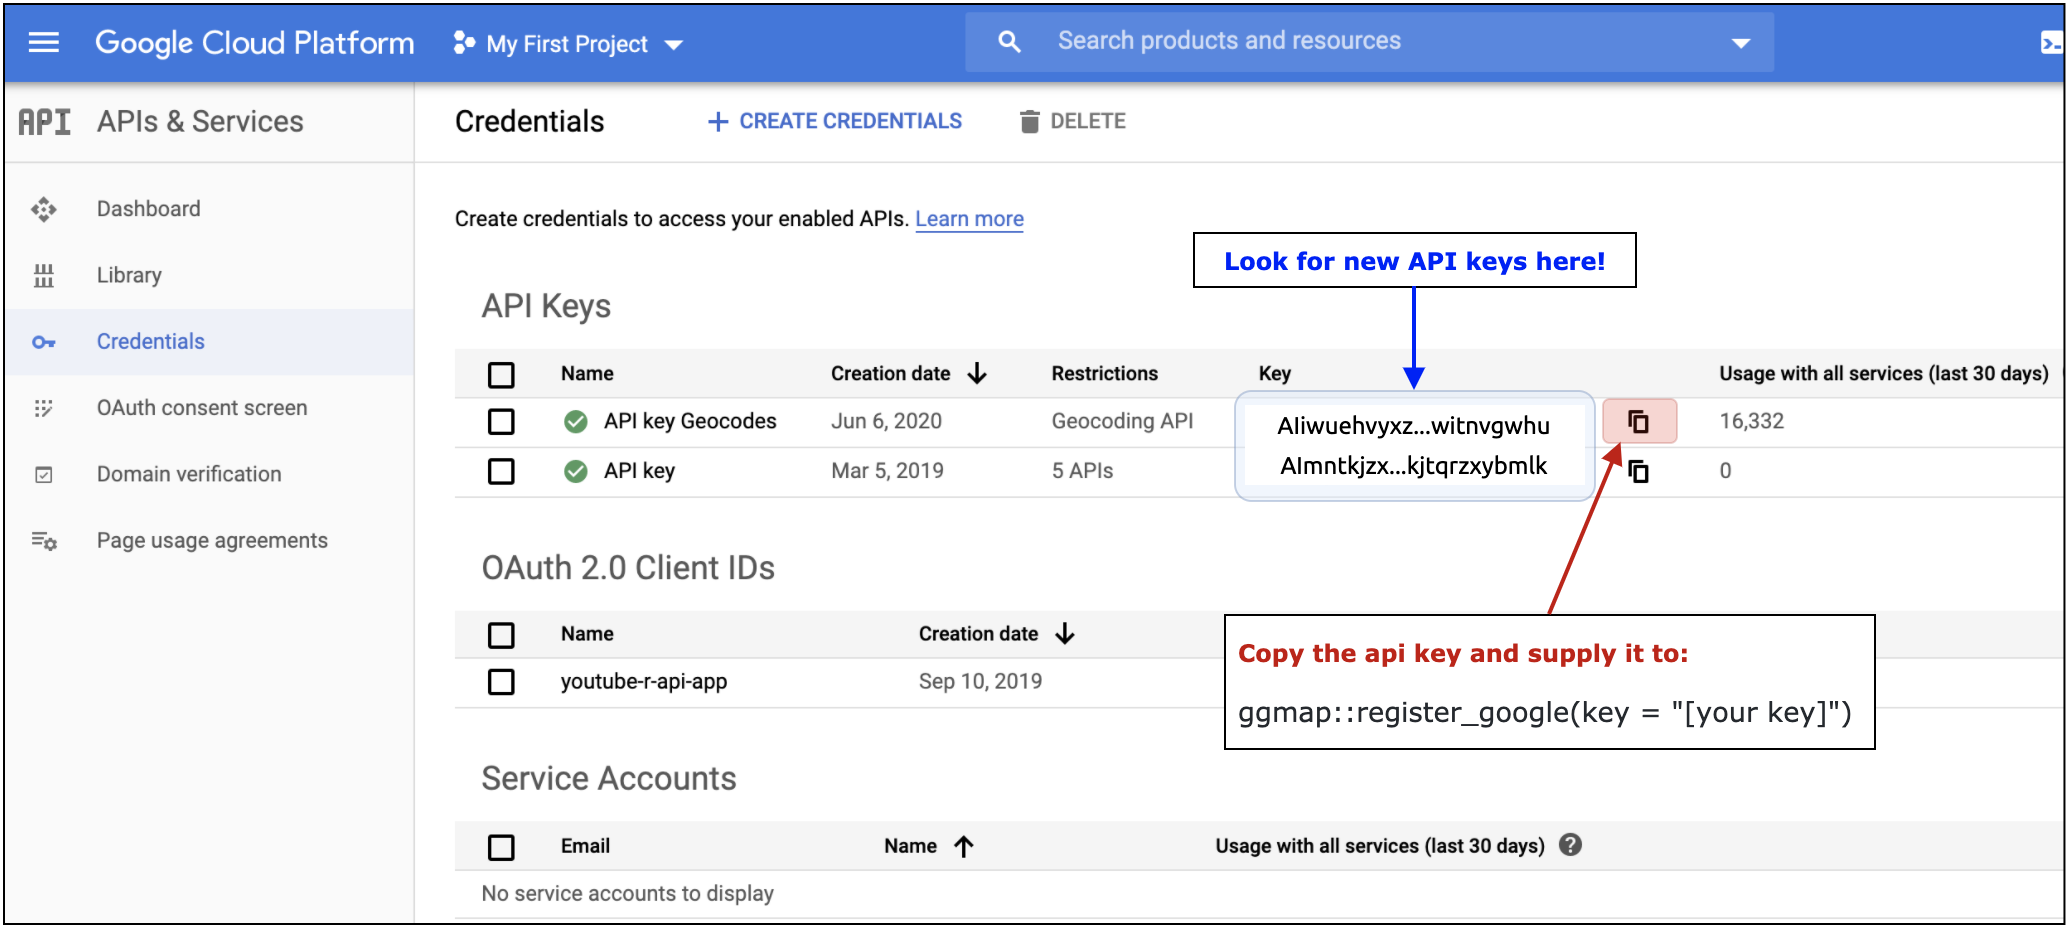 Google Cloud Platform My First Project Search products and resources
API APIs & Services
Credentials CREATE CREDENTIALS DELETE
Dashboard
Library
Credentials
OAuth consent screen
Domain verification
Page usage agreements
Create credentials to access your enabled APIs. Learn more
Look for new API keys here!
API Keys
Name Creation date Restrictions Key Usage with all services (last 30 days)
API key Geocodes Jun 6, 2020 Geocoding API AIiwuehvyxz...witnvgwhu 16,332
API key Mar 5, 2019 5 APIs AImntkjzx...kjtqrzxybmlk 0
OAuth 2.0 Client IDs
Name Creation date
youtube-r-api-app Sep 10, 2019
Copy the api key and supply it to:
ggmap::register_google(key = "[your key]")
Service Accounts
Email Name Usage with all services (last 30 days) ?
No service accounts to display